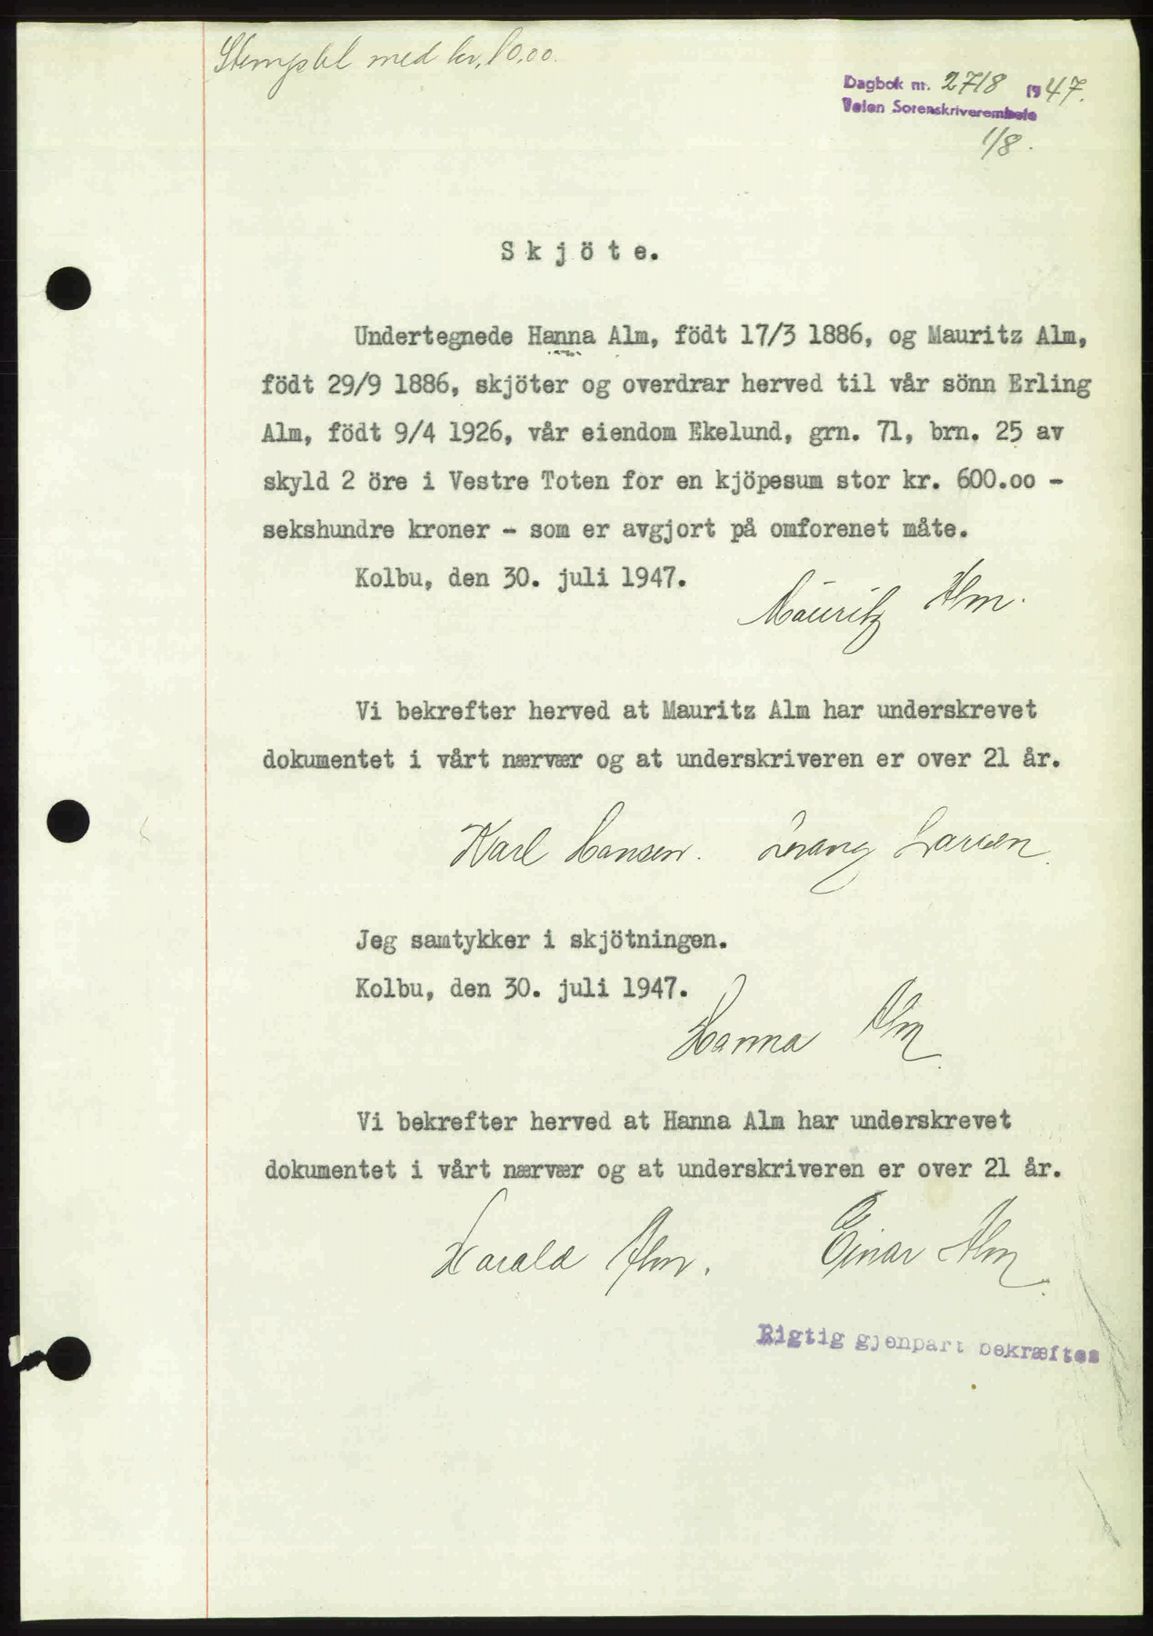 Stemplet med kr. 10.00.
Dagbok nr. 2718 1947.
Toten Sorenskriverembete
1/8.
Skjöte.
Undertegnede Hanna Alm, födt 17/3 1886, og Mauritz Alm,
födt 29/9 1886, skjöter og overdrar herved til vår sönn Erling
Alm, födt 9/4 1926, vår eiendom Ekelund, grn. 71, brn. 25 av
skyld 2 öre i Vestre Toten for en kjöpesum stor kr. 600.oo -
sekshundre kroner - som er avgjort på omforenet måte.
Kolbu, den 30. juli 1947.
Mauritz Alm.
Vi bekrefter herved at Mauritz Alm har underskrevet
dokumentet i vårt nærvær og at underskriveren er over 21 år.
Karl Hansen. Larsen.
Jeg samtykker i skjötningen.
Kolbu, den 30. juli 1947.
Hanna Alm.
Vi bekrefter herved at Hanna Alm har underskrevet
dokumentet i vårt nærvær og at underskriveren er over 21 år.
Harald Alm. Einar Alm.
Rigtig gjenpart bekræftes